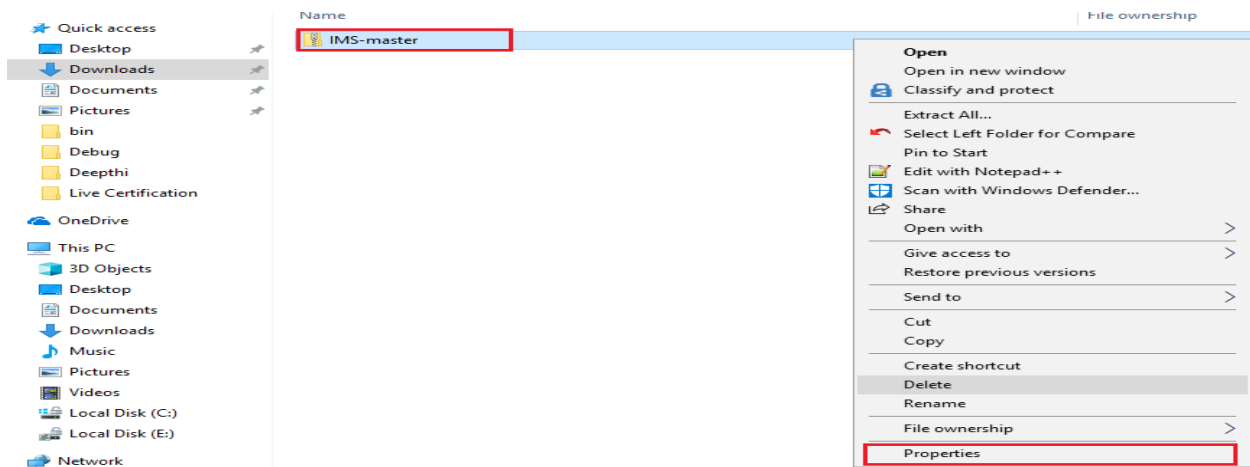 Name
File ownership
Quick access
Desktop
Downloads
Documents
Pictures
bin
Debug
Deepthi
Live Certification
OneDrive
This PC
3D Objects
Desktop
Documents
Downloads
Music
Pictures
Videos
Local Disk (C:)
Local Disk (E:)
Network
IMS-master
Open
Open in new window
Classify and protect
Extract All...
Select Left Folder for Compare
Pin to Start
Edit with Notepad++
Scan with Windows Defender...
Share
Open with
Give access to
Restore previous versions
Send to
Cut
Copy
Create shortcut
Delete
Rename
File ownership
Properties